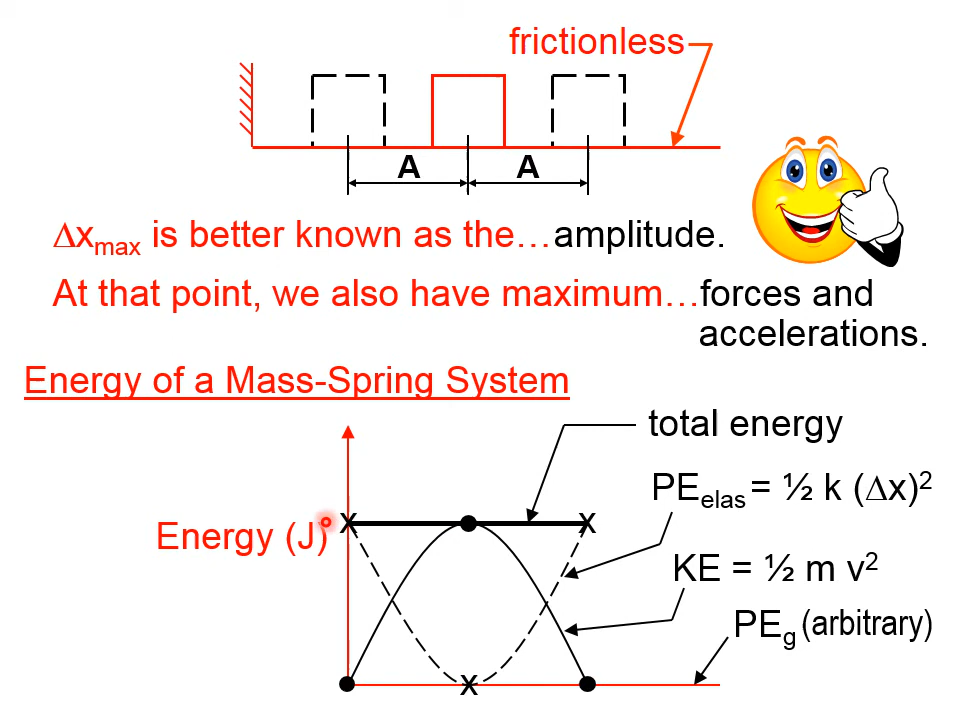 frictionless
A A
Δxmax is better known as the…amplitude.
At that point, we also have maximum…forces and
accelerations.
Energy of a Mass-Spring System
total energy
PEelas = ½ k (Δx)²
x x
Energy (J)
KE = ½ m v²
PEg (arbitrary)
x